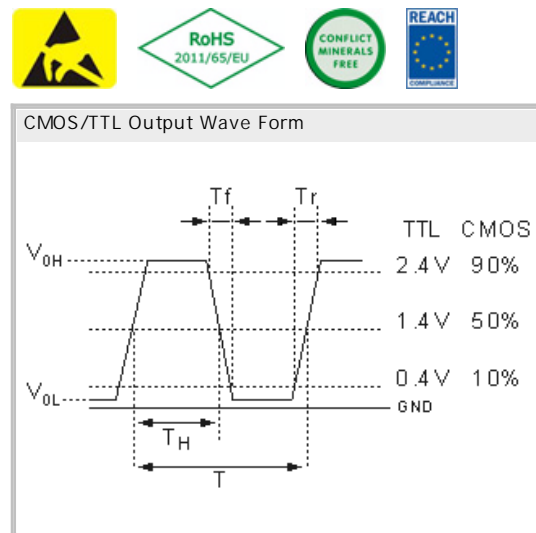 RoHS
2011/65/EU
CONFLICT
MINERALS
FREE
REACH
COMPLIANCE
CMOS/TTL Output Wave Form
Tf Tr
TTL CMOS
V0H 2.4V 90%
1.4V 50%
V0L 0.4V 10%
GND
TH
T